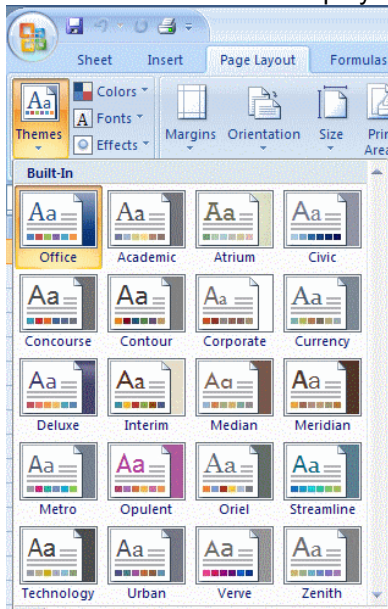 Sheet Insert Page Layout Formulas
Aa Colors
A Fonts
Themes Effects Margins Orientation Size Prin
Area
Built-In
Aa Aa Aa Aa
Office Academic Atrium Civic
Aa Aa Aa Aa
Concourse Contour Corporate Currency
Aa Aa Aa Aa
Deluxe Interim Median Meridian
Aa Aa Aa Aa
Metro Opulent Oriel Streamline
Aa Aa Aa Aa
Technology Urban Verve Zenith